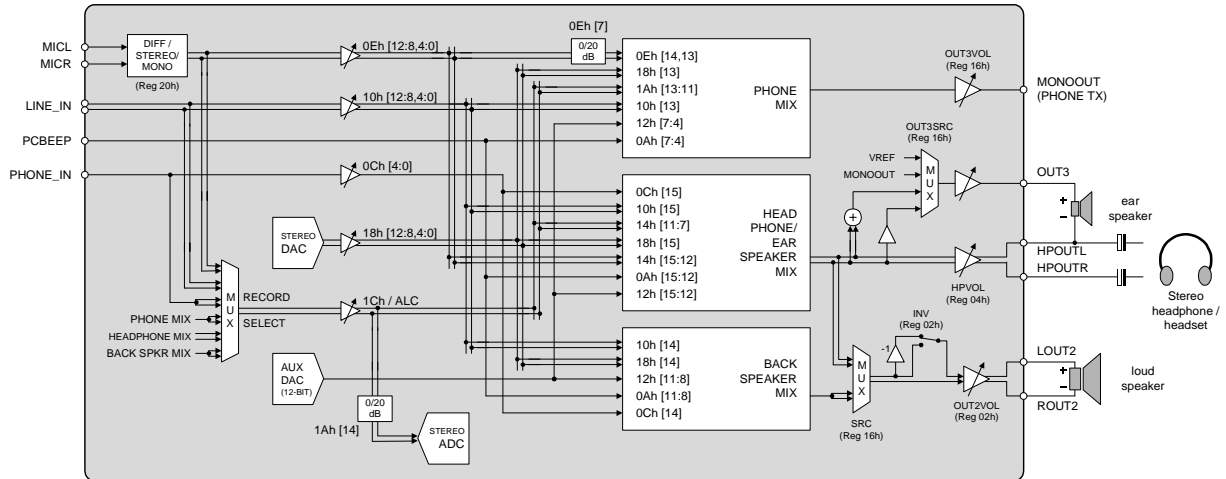 MICL
MICR
LINE_IN
PCBEEP
PHONE_IN
DIFF /
STEREO/
MONO
(Reg 20h)
0Eh [12:8,4:0]
10h [12:8,4:0]
0Ch [4:0]
STEREO
DAC
18h [12:8,4:0]
M
U
X
RECORD
SELECT
1Ch / ALC
PHONE MIX
HEADPHONE MIX
BACK SPKR MIX
AUX
DAC
(12-BIT)
0/20
dB
1Ah [14]
STEREO
ADC
0Eh [7]
0/20
dB
0Eh [14,13]
18h [13]
1Ah [13:11]
10h [13]
12h [7:4]
0Ah [7:4]
PHONE
MIX
0Ch [15]
10h [15]
14h [11:7]
18h [15]
14h [15:12]
0Ah [15:12]
12h [15:12]
HEAD
PHONE/
EAR
SPEAKER
MIX
10h [14]
18h [14]
12h [11:8]
0Ah [11:8]
0Ch [14]
BACK
SPEAKER
MIX
OUT3VOL
(Reg 16h)
MONOOUT
(PHONE TX)
OUT3SRC
(Reg 16h)
VREF
MONOOUT
M
U
X
+
OUT3
+
−
ear
speaker
HPOUTL
HPOUTR
HPVOL
(Reg 04h)
Stereo
headphone /
headset
INV
(Reg 02h)
-1
M
U
X
SRC
(Reg 16h)
OUT2VOL
(Reg 02h)
LOUT2
+
−
ROUT2
loud
speaker